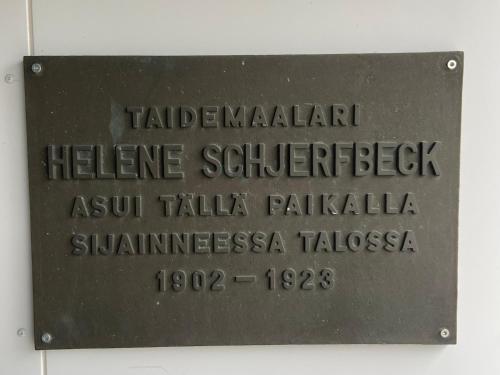 TAIDEMAALARI
HELENE SCHJERFBECK
ASUI TÄLLÄ PAIKALLA
SIJAINNEESSA TALOSSA
1902 – 1923